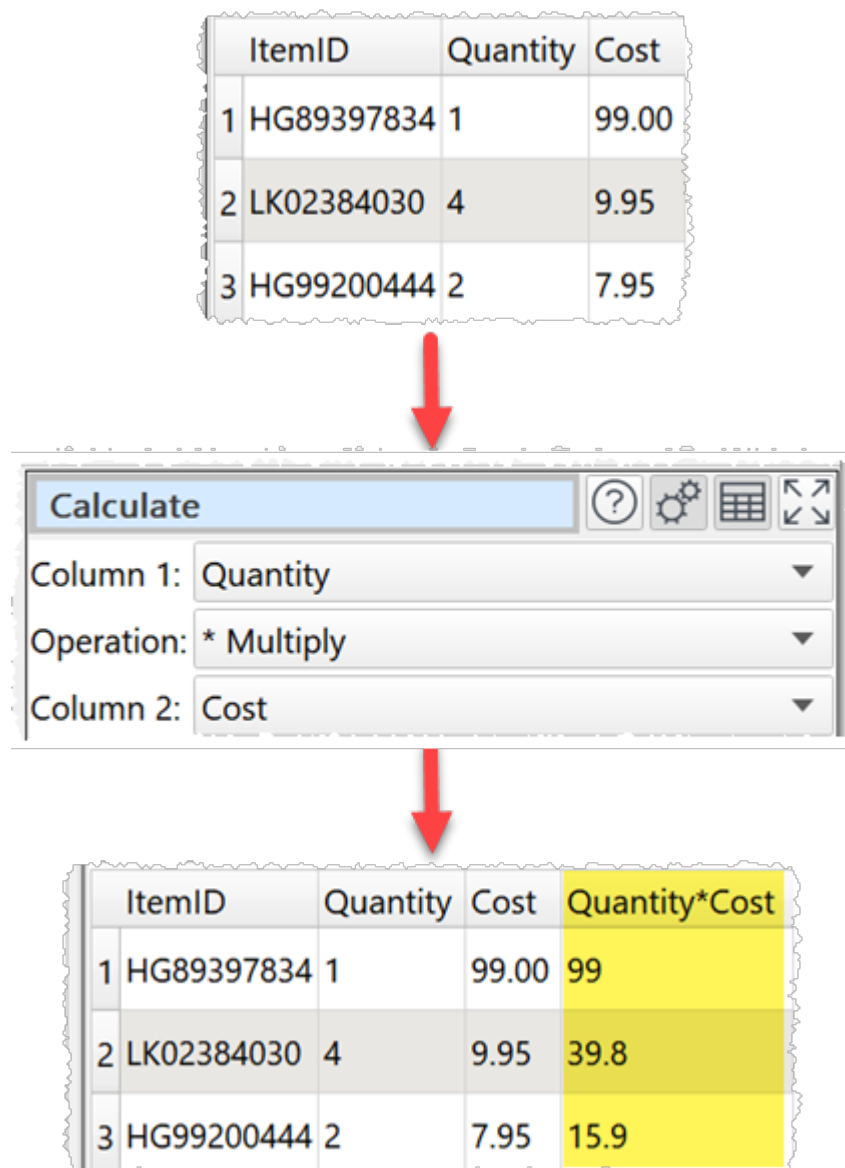 ItemID Quantity Cost
1 HG89397834 1 99.00
2 LK02384030 4 9.95
3 HG99200444 2 7.95
Calculate
Column 1: Quantity
Operation: * Multiply
Column 2: Cost
ItemID Quantity Cost Quantity*Cost
1 HG89397834 1 99.00 99
2 LK02384030 4 9.95 39.8
3 HG99200444 2 7.95 15.9